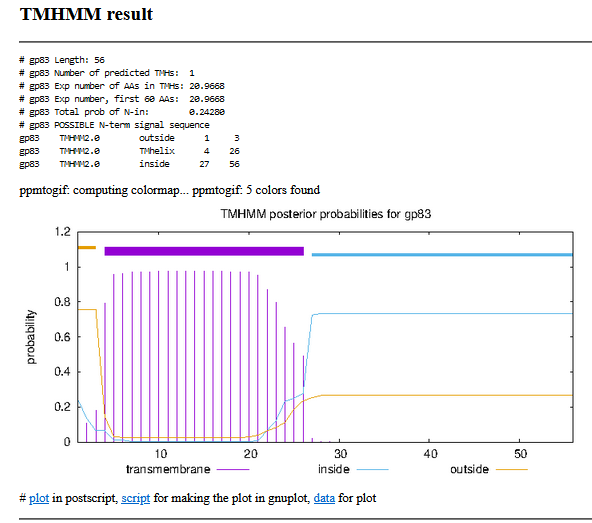 TMHMM result
# gp83 Length: 56
# gp83 Number of predicted TMHs: 1
# gp83 Exp number of AAs in TMHs: 20.9668
# gp83 Exp number, first 60 AAs: 20.9668
# gp83 Total prob of N-in: 0.24280
# gp83 POSSIBLE N-term signal sequence
gp83 TMHMM2.0 outside 1 3
gp83 TMHMM2.0 TMhelix 4 26
gp83 TMHMM2.0 inside 27 56
ppmtogif: computing colormap... ppmtogif: 5 colors found
TMHMM posterior probabilities for gp83
1.2
1
0.8
0.6
0.4
0.2
0
probability
10 20 30 40 50
transmembrane inside outside
# plot in postscript, script for making the plot in gnuplot, data for plot